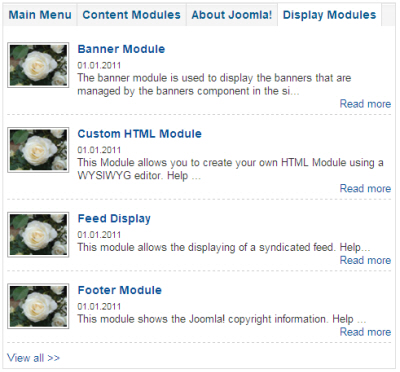 Main Menu Content Modules About Joomla! Display Modules
Banner Module
01.01.2011
The banner module is used to display the banners that are
managed by the banners component in the si...
Read more
Custom HTML Module
01.01.2011
This Module allows you to create your own HTML Module using a
WYSIWYG editor. Help ...
Read more
Feed Display
01.01.2011
This module allows the displaying of a syndicated feed. Help...
Read more
Footer Module
01.01.2011
This module shows the Joomla! copyright information. Help ...
Read more
View all >>